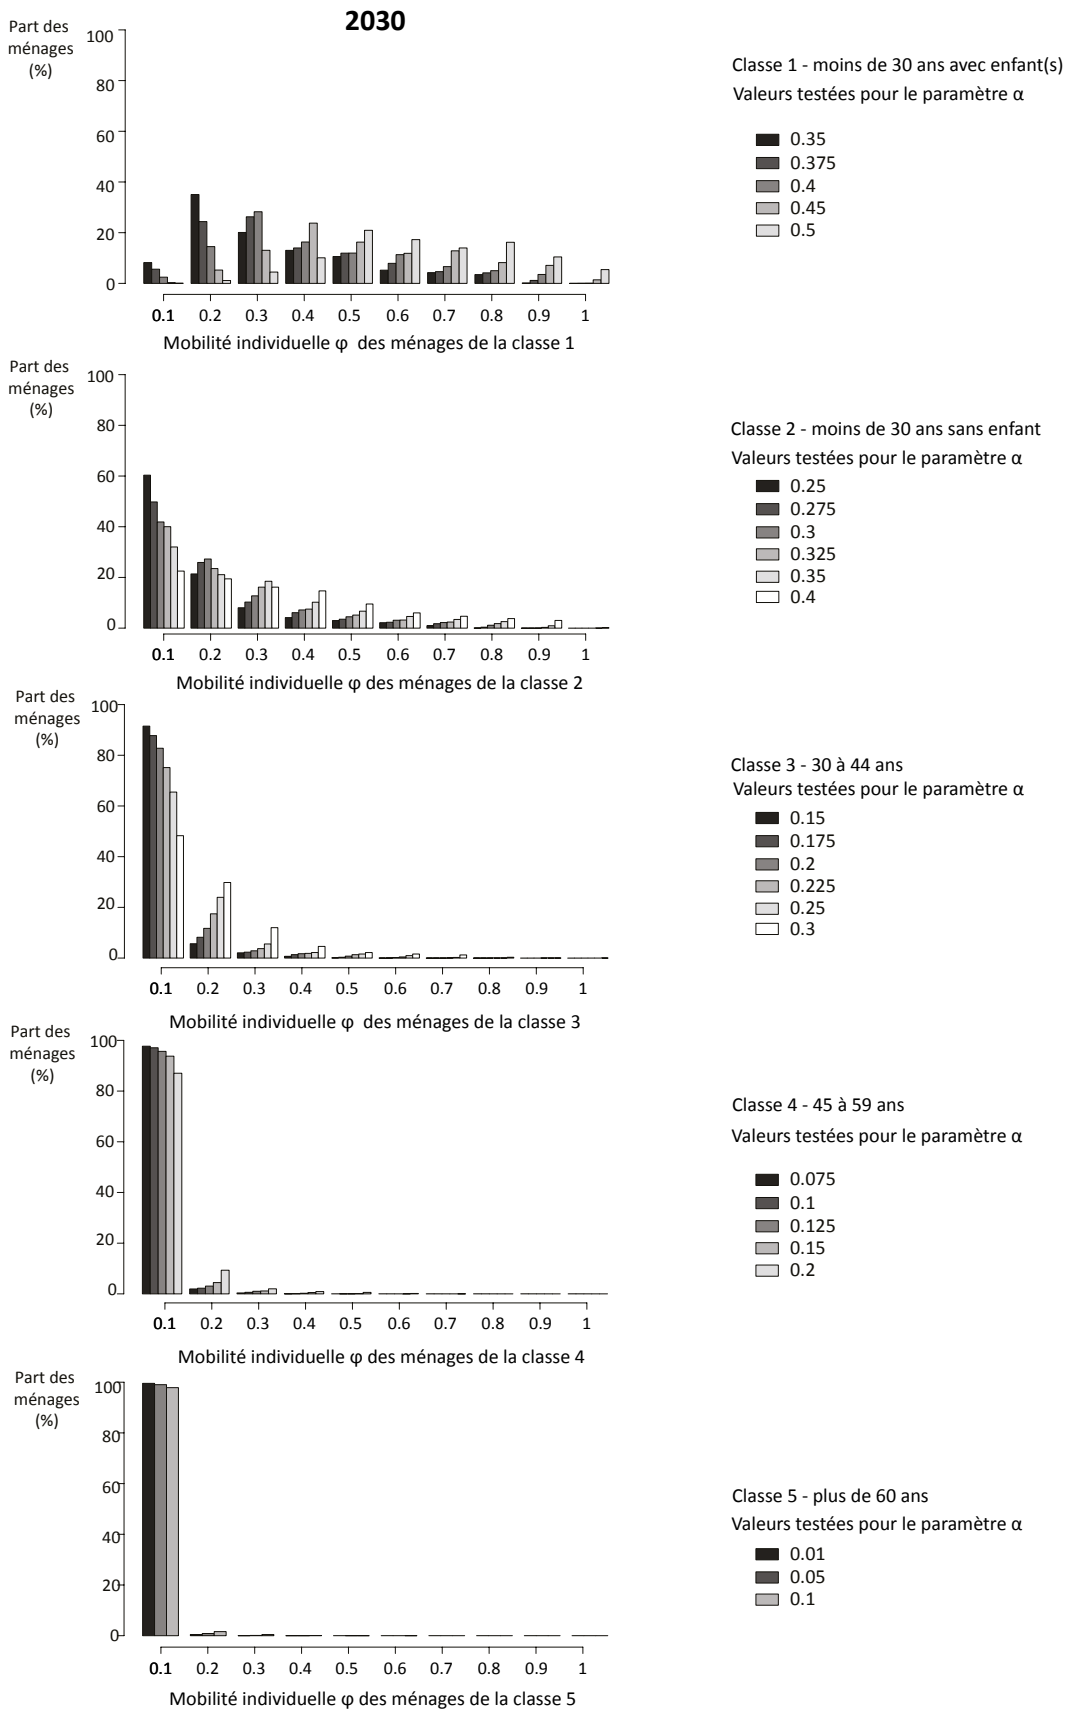 2030
Part des
ménages
(%)
100
80
60
40
20
0
0.1 0.2 0.3 0.4 0.5 0.6 0.7 0.8 0.9 1
Mobilité individuelle φ des ménages de la classe 1
Classe 1 - moins de 30 ans avec enfant(s)
Valeurs testées pour le paramètre α
0.35
0.375
0.4
0.45
0.5
Part des
ménages
(%)
100
80
60
40
20
0
0.1 0.2 0.3 0.4 0.5 0.6 0.7 0.8 0.9 1
Mobilité individuelle φ des ménages de la classe 2
Classe 2 - moins de 30 ans sans enfant
Valeurs testées pour le paramètre α
0.25
0.275
0.3
0.325
0.35
0.4
Part des
ménages
(%)
100
80
60
40
20
0
0.1 0.2 0.3 0.4 0.5 0.6 0.7 0.8 0.9 1
Mobilité individuelle φ des ménages de la classe 3
Classe 3 - 30 à 44 ans
Valeurs testées pour le paramètre α
0.15
0.175
0.2
0.225
0.25
0.3
Part des
ménages
(%)
100
80
60
40
20
0
0.1 0.2 0.3 0.4 0.5 0.6 0.7 0.8 0.9 1
Mobilité individuelle φ des ménages de la classe 4
Classe 4 - 45 à 59 ans
Valeurs testées pour le paramètre α
0.075
0.1
0.125
0.15
0.2
Part des
ménages
(%)
100
80
60
40
20
0
0.1 0.2 0.3 0.4 0.5 0.6 0.7 0.8 0.9 1
Mobilité individuelle φ des ménages de la classe 5
Classe 5 - plus de 60 ans
Valeurs testées pour le paramètre α
0.01
0.05
0.1